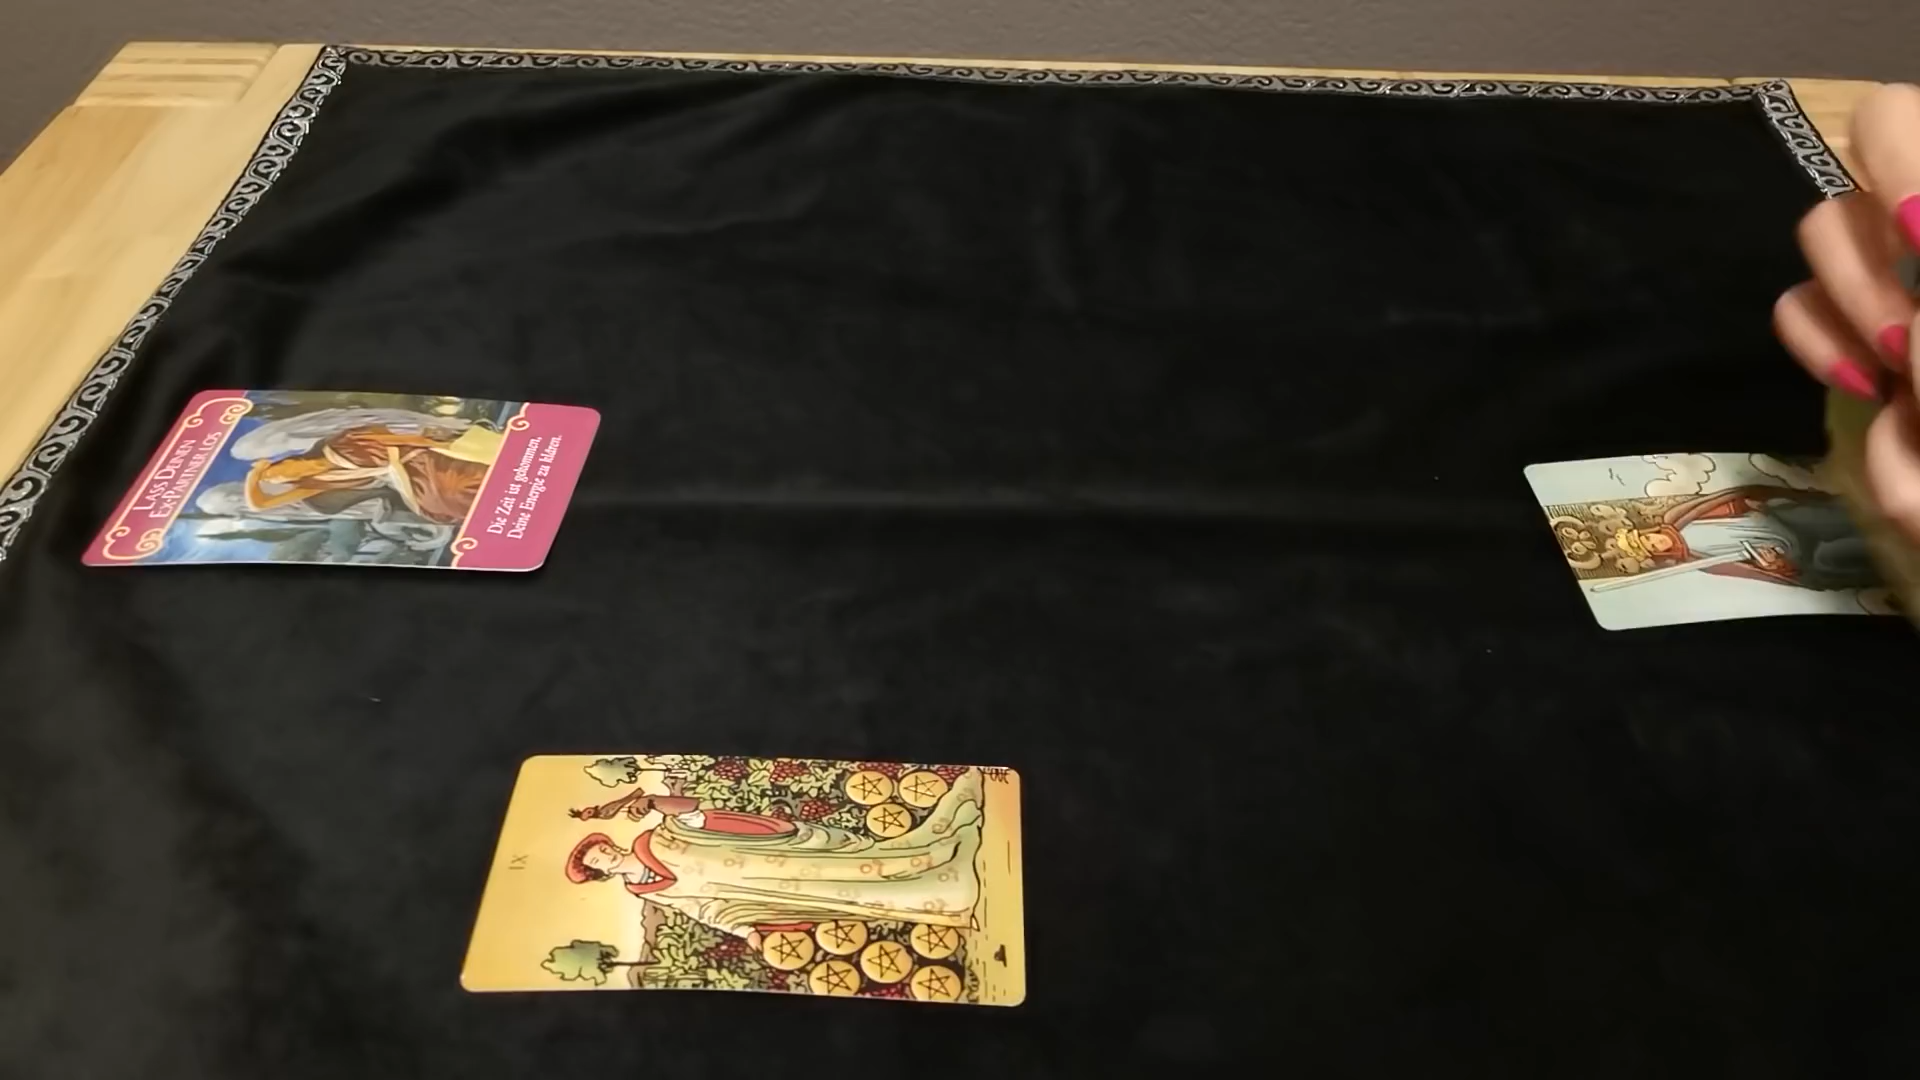 LASS DEINEN
EX-PARTNER LOS
Die Zeit ist gekommen,
Deine Energie zu klären.
IX